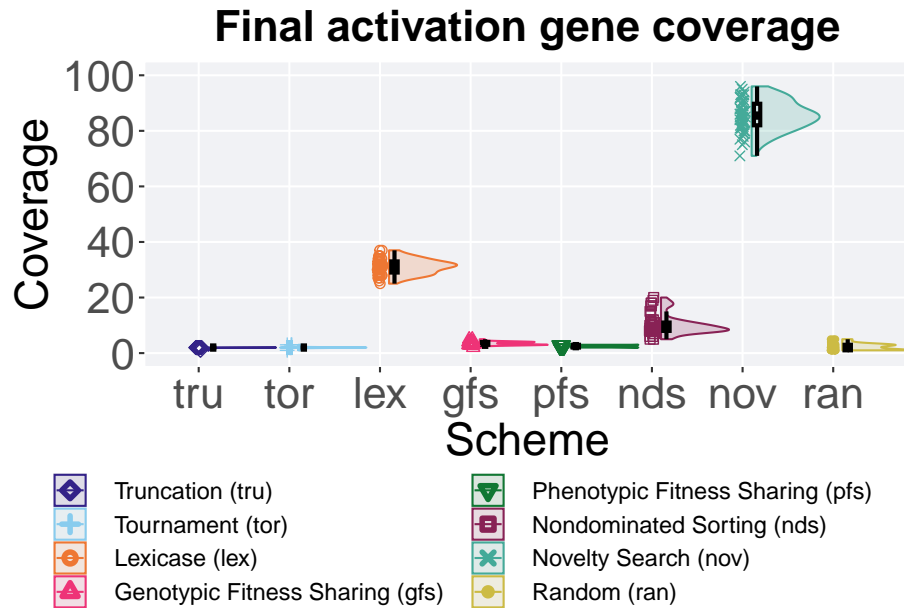 Final activation gene coverage
Coverage
100
80
60
40
20
0
tru tor lex gfs pfs nds nov ran
Scheme
Truncation (tru)
Tournament (tor)
Lexicase (lex)
Genotypic Fitness Sharing (gfs)
Phenotypic Fitness Sharing (pfs)
Nondominated Sorting (nds)
Novelty Search (nov)
Random (ran)